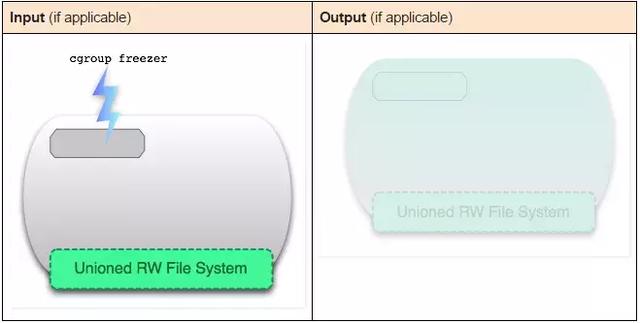 Input (if applicable)
Output (if applicable)
cgroup freezer
Unioned RW File System
Unioned RW File System